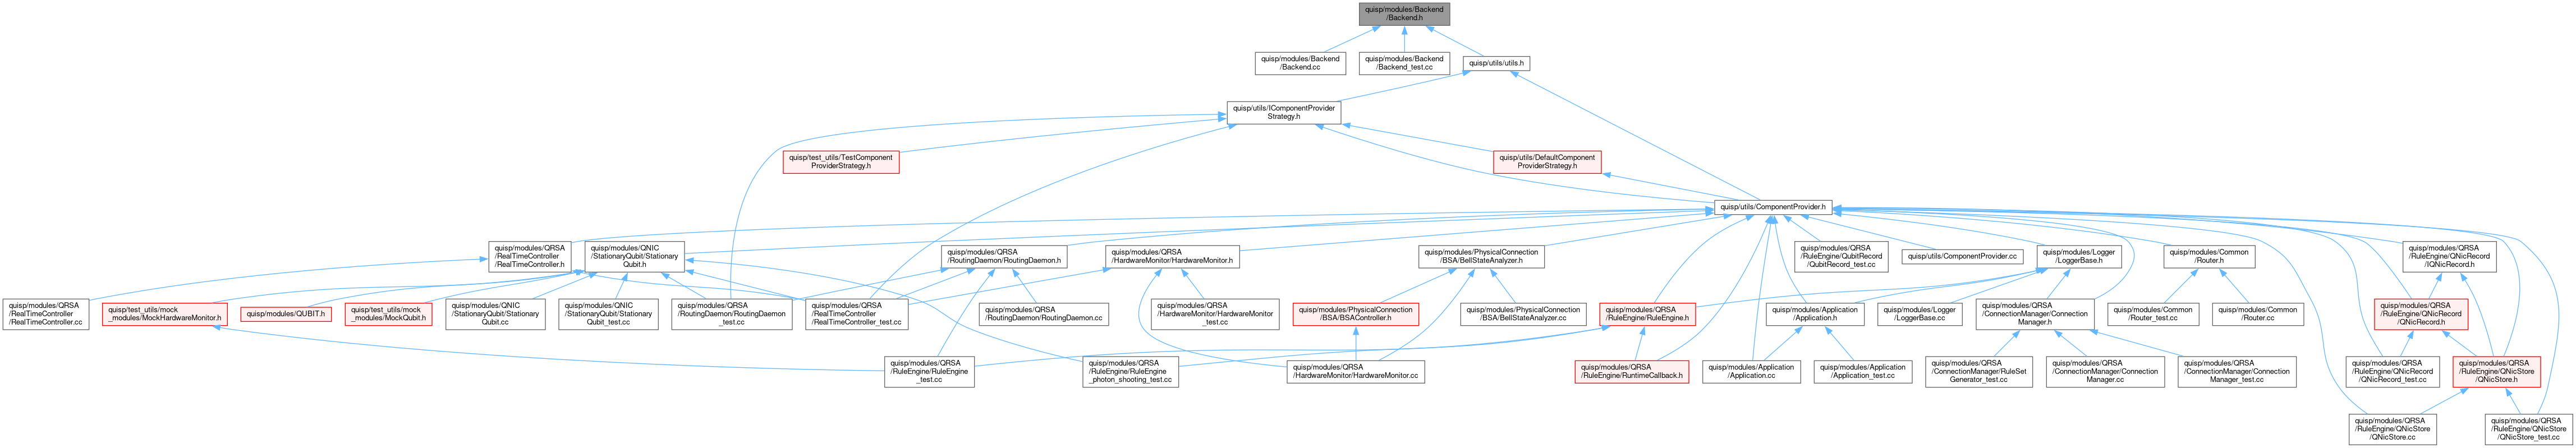 quisp/modules/Backend
/Backend.h
quisp/modules/Backend
/Backend.cc
quisp/modules/Backend
/Backend_test.cc
quisp/utils/utils.h
quisp/utils/IComponentProvider
Strategy.h
quisp/test_utils/TestComponent
ProviderStrategy.h
quisp/utils/DefaultComponent
ProviderStrategy.h
quisp/utils/ComponentProvider.h
quisp/modules/QRSA
/RealTimeController
/RealTimeController.h
quisp/modules/QNIC
/StationaryQubit/Stationary
Qubit.h
quisp/modules/QRSA
/RoutingDaemon/RoutingDaemon.h
quisp/modules/QRSA
/HardwareMonitor/HardwareMonitor.h
quisp/modules/PhysicalConnection
/BSA/BellStateAnalyzer.h
quisp/modules/QRSA
/RuleEngine/QubitRecord
/QubitRecord_test.cc
quisp/utils/ComponentProvider.cc
quisp/modules/Logger
/LoggerBase.h
quisp/modules/Common
/Router.h
quisp/modules/QRSA
/RuleEngine/QNicRecord
/IQNicRecord.h
quisp/modules/QRSA
/RealTimeController
/RealTimeController.cc
quisp/test_utils/mock
_modules/MockHardwareMonitor.h
quisp/modules/QUBIT.h
quisp/test_utils/mock
_modules/MockQubit.h
quisp/modules/QNIC
/StationaryQubit/Stationary
Qubit.cc
quisp/modules/QNIC
/StationaryQubit/Stationary
Qubit_test.cc
quisp/modules/QRSA
/RoutingDaemon/RoutingDaemon
_test.cc
quisp/modules/QRSA
/RealTimeController
/RealTimeController_test.cc
quisp/modules/QRSA
/RoutingDaemon/RoutingDaemon.cc
quisp/modules/QRSA
/HardwareMonitor/HardwareMonitor
_test.cc
quisp/modules/PhysicalConnection
/BSA/BSAController.h
quisp/modules/PhysicalConnection
/BSA/BellStateAnalyzer.cc
quisp/modules/QRSA
/RuleEngine/RuleEngine.h
quisp/modules/Application
/Application.h
quisp/modules/Logger
/LoggerBase.cc
quisp/modules/QRSA
/ConnectionManager/Connection
Manager.h
quisp/modules/Common
/Router_test.cc
quisp/modules/Common
/Router.cc
quisp/modules/QRSA
/RuleEngine/QNicRecord
/QNicRecord.h
quisp/modules/QRSA
/RuleEngine/RuleEngine
_test.cc
quisp/modules/QRSA
/RuleEngine/RuleEngine
_photon_shooting_test.cc
quisp/modules/QRSA
/HardwareMonitor/HardwareMonitor.cc
quisp/modules/QRSA
/RuleEngine/RuntimeCallback.h
quisp/modules/Application
/Application.cc
quisp/modules/Application
/Application_test.cc
quisp/modules/QRSA
/ConnectionManager/RuleSet
Generator_test.cc
quisp/modules/QRSA
/ConnectionManager/Connection
Manager.cc
quisp/modules/QRSA
/ConnectionManager/Connection
Manager_test.cc
quisp/modules/QRSA
/RuleEngine/QNicRecord
/QNicRecord_test.cc
quisp/modules/QRSA
/RuleEngine/QNicStore
/QNicStore.h
quisp/modules/QRSA
/RuleEngine/QNicStore
/QNicStore.cc
quisp/modules/QRSA
/RuleEngine/QNicStore
/QNicStore_test.cc